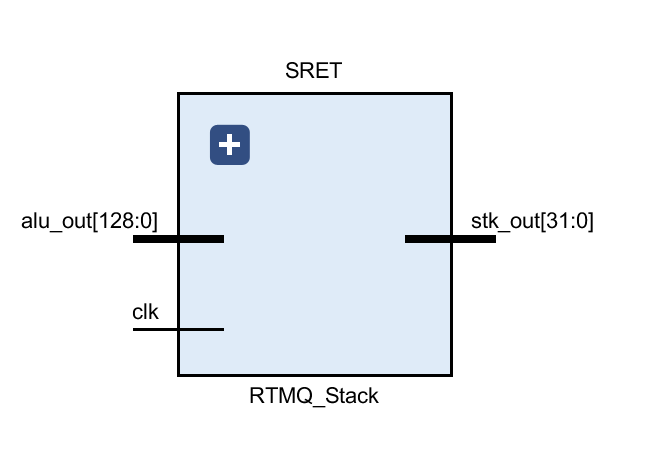 SRET
alu_out[128:0]
stk_out[31:0]
clk
RTMQ_Stack